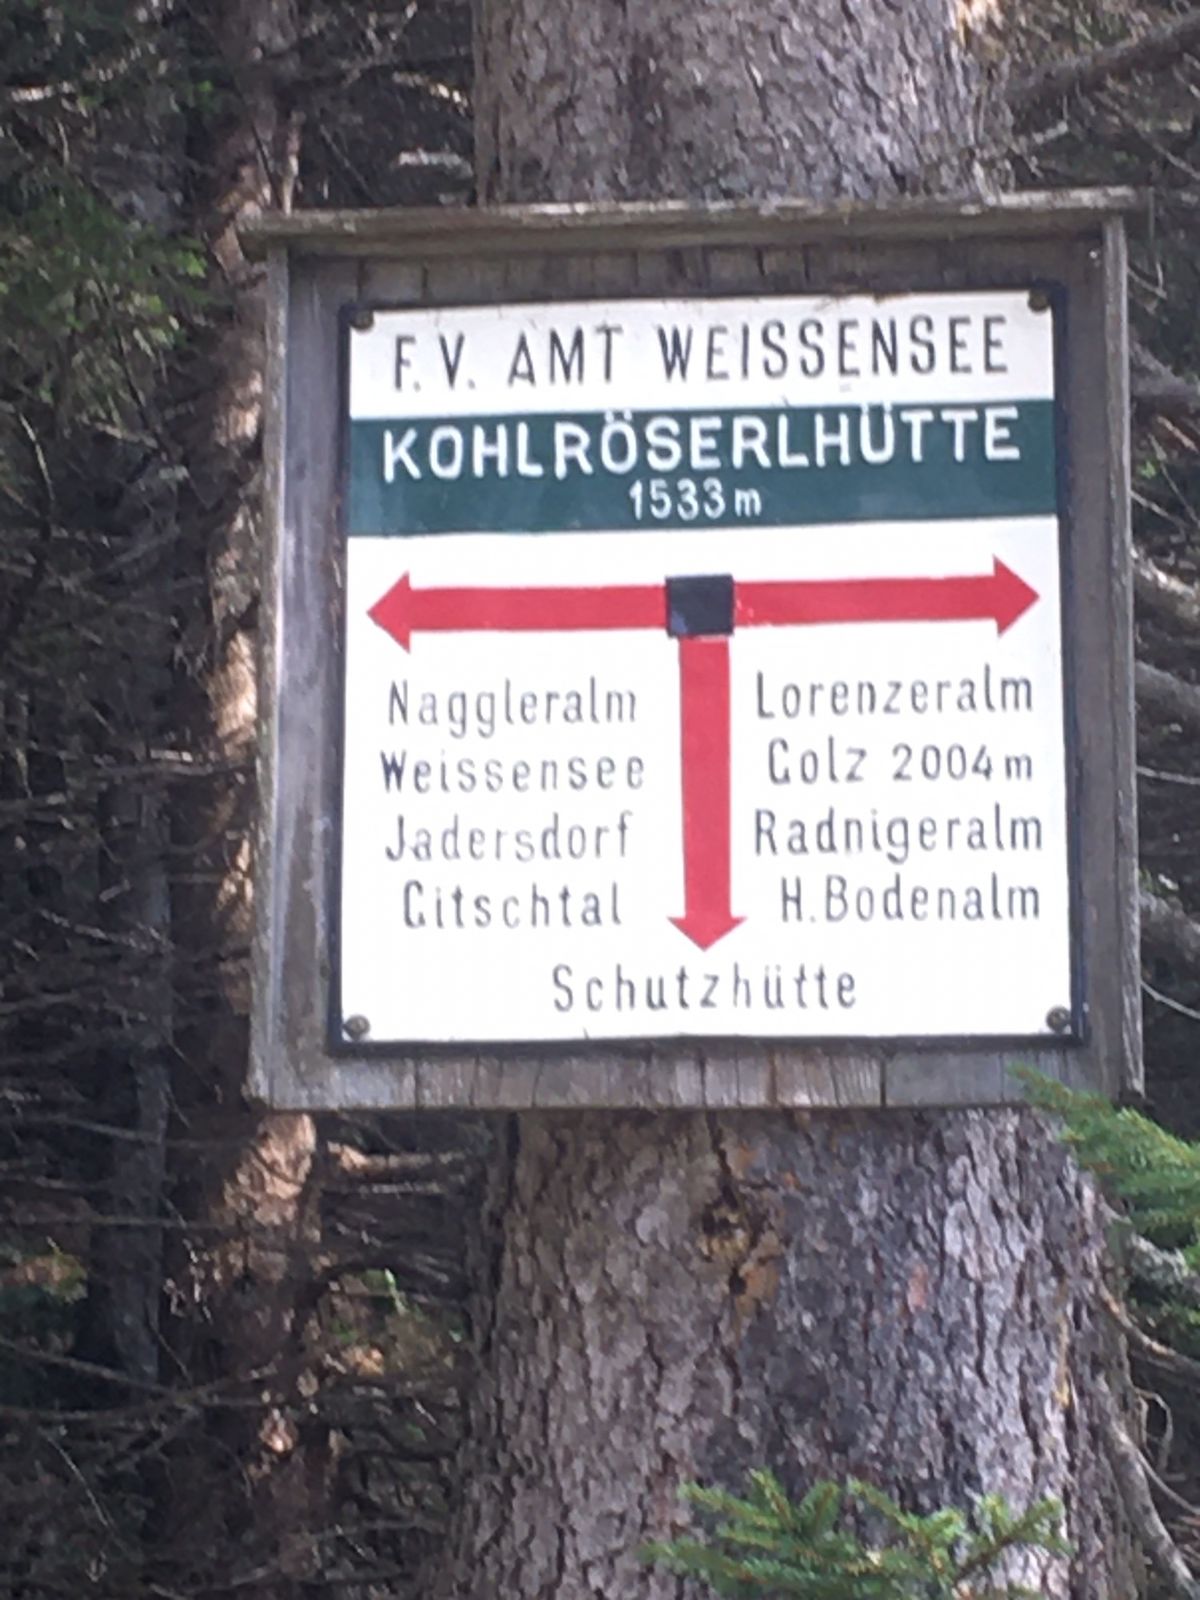 F.V. AMT WEISSENSEE
KOHLRÖSERLHÜTTE
1533m
Naggleralm
Weissensee
Jadersdorf
Gitschtal
Lorenzeralm
Golz 2004m
Radnigeralm
H.Bodenalm
Schutzhütte